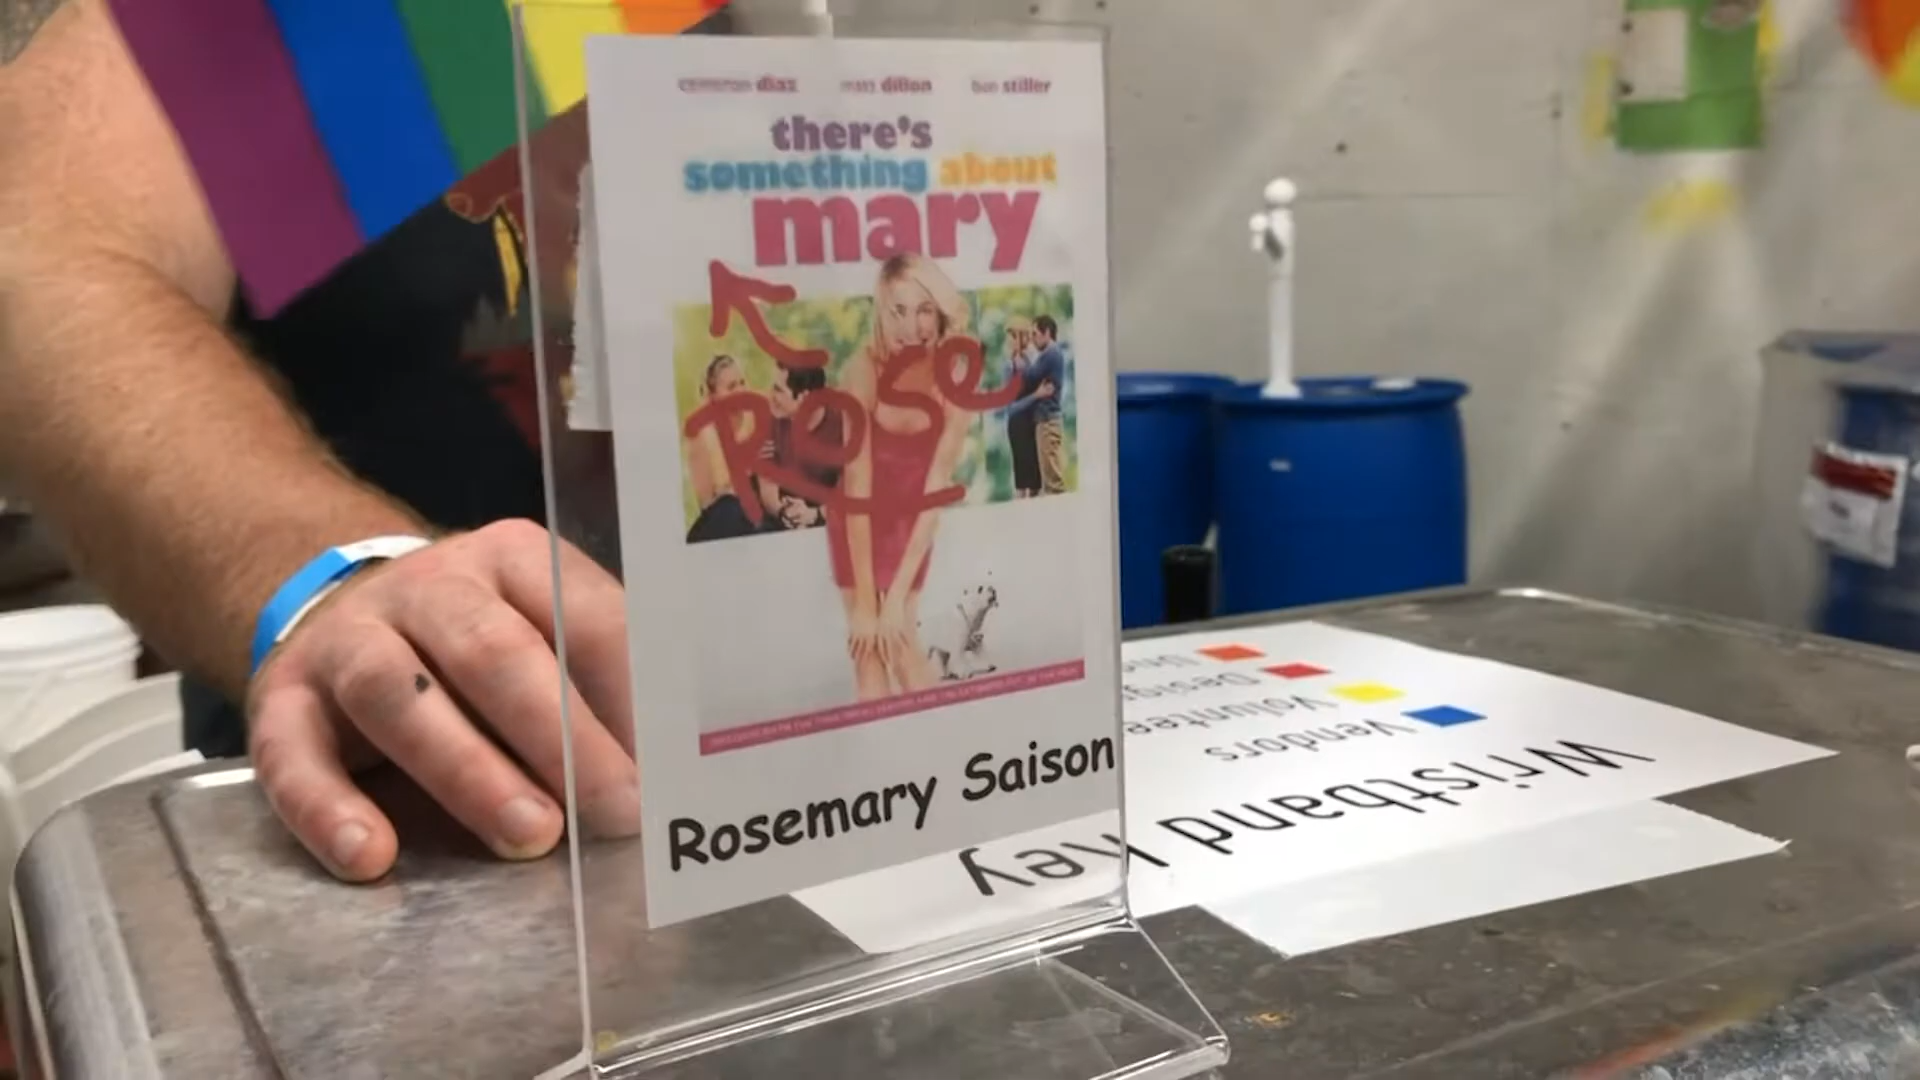 cameron diaz matt dillon ben stiller
there's
something about
mary
Rose
Rosemary Saison
Wristband Key
Vendors